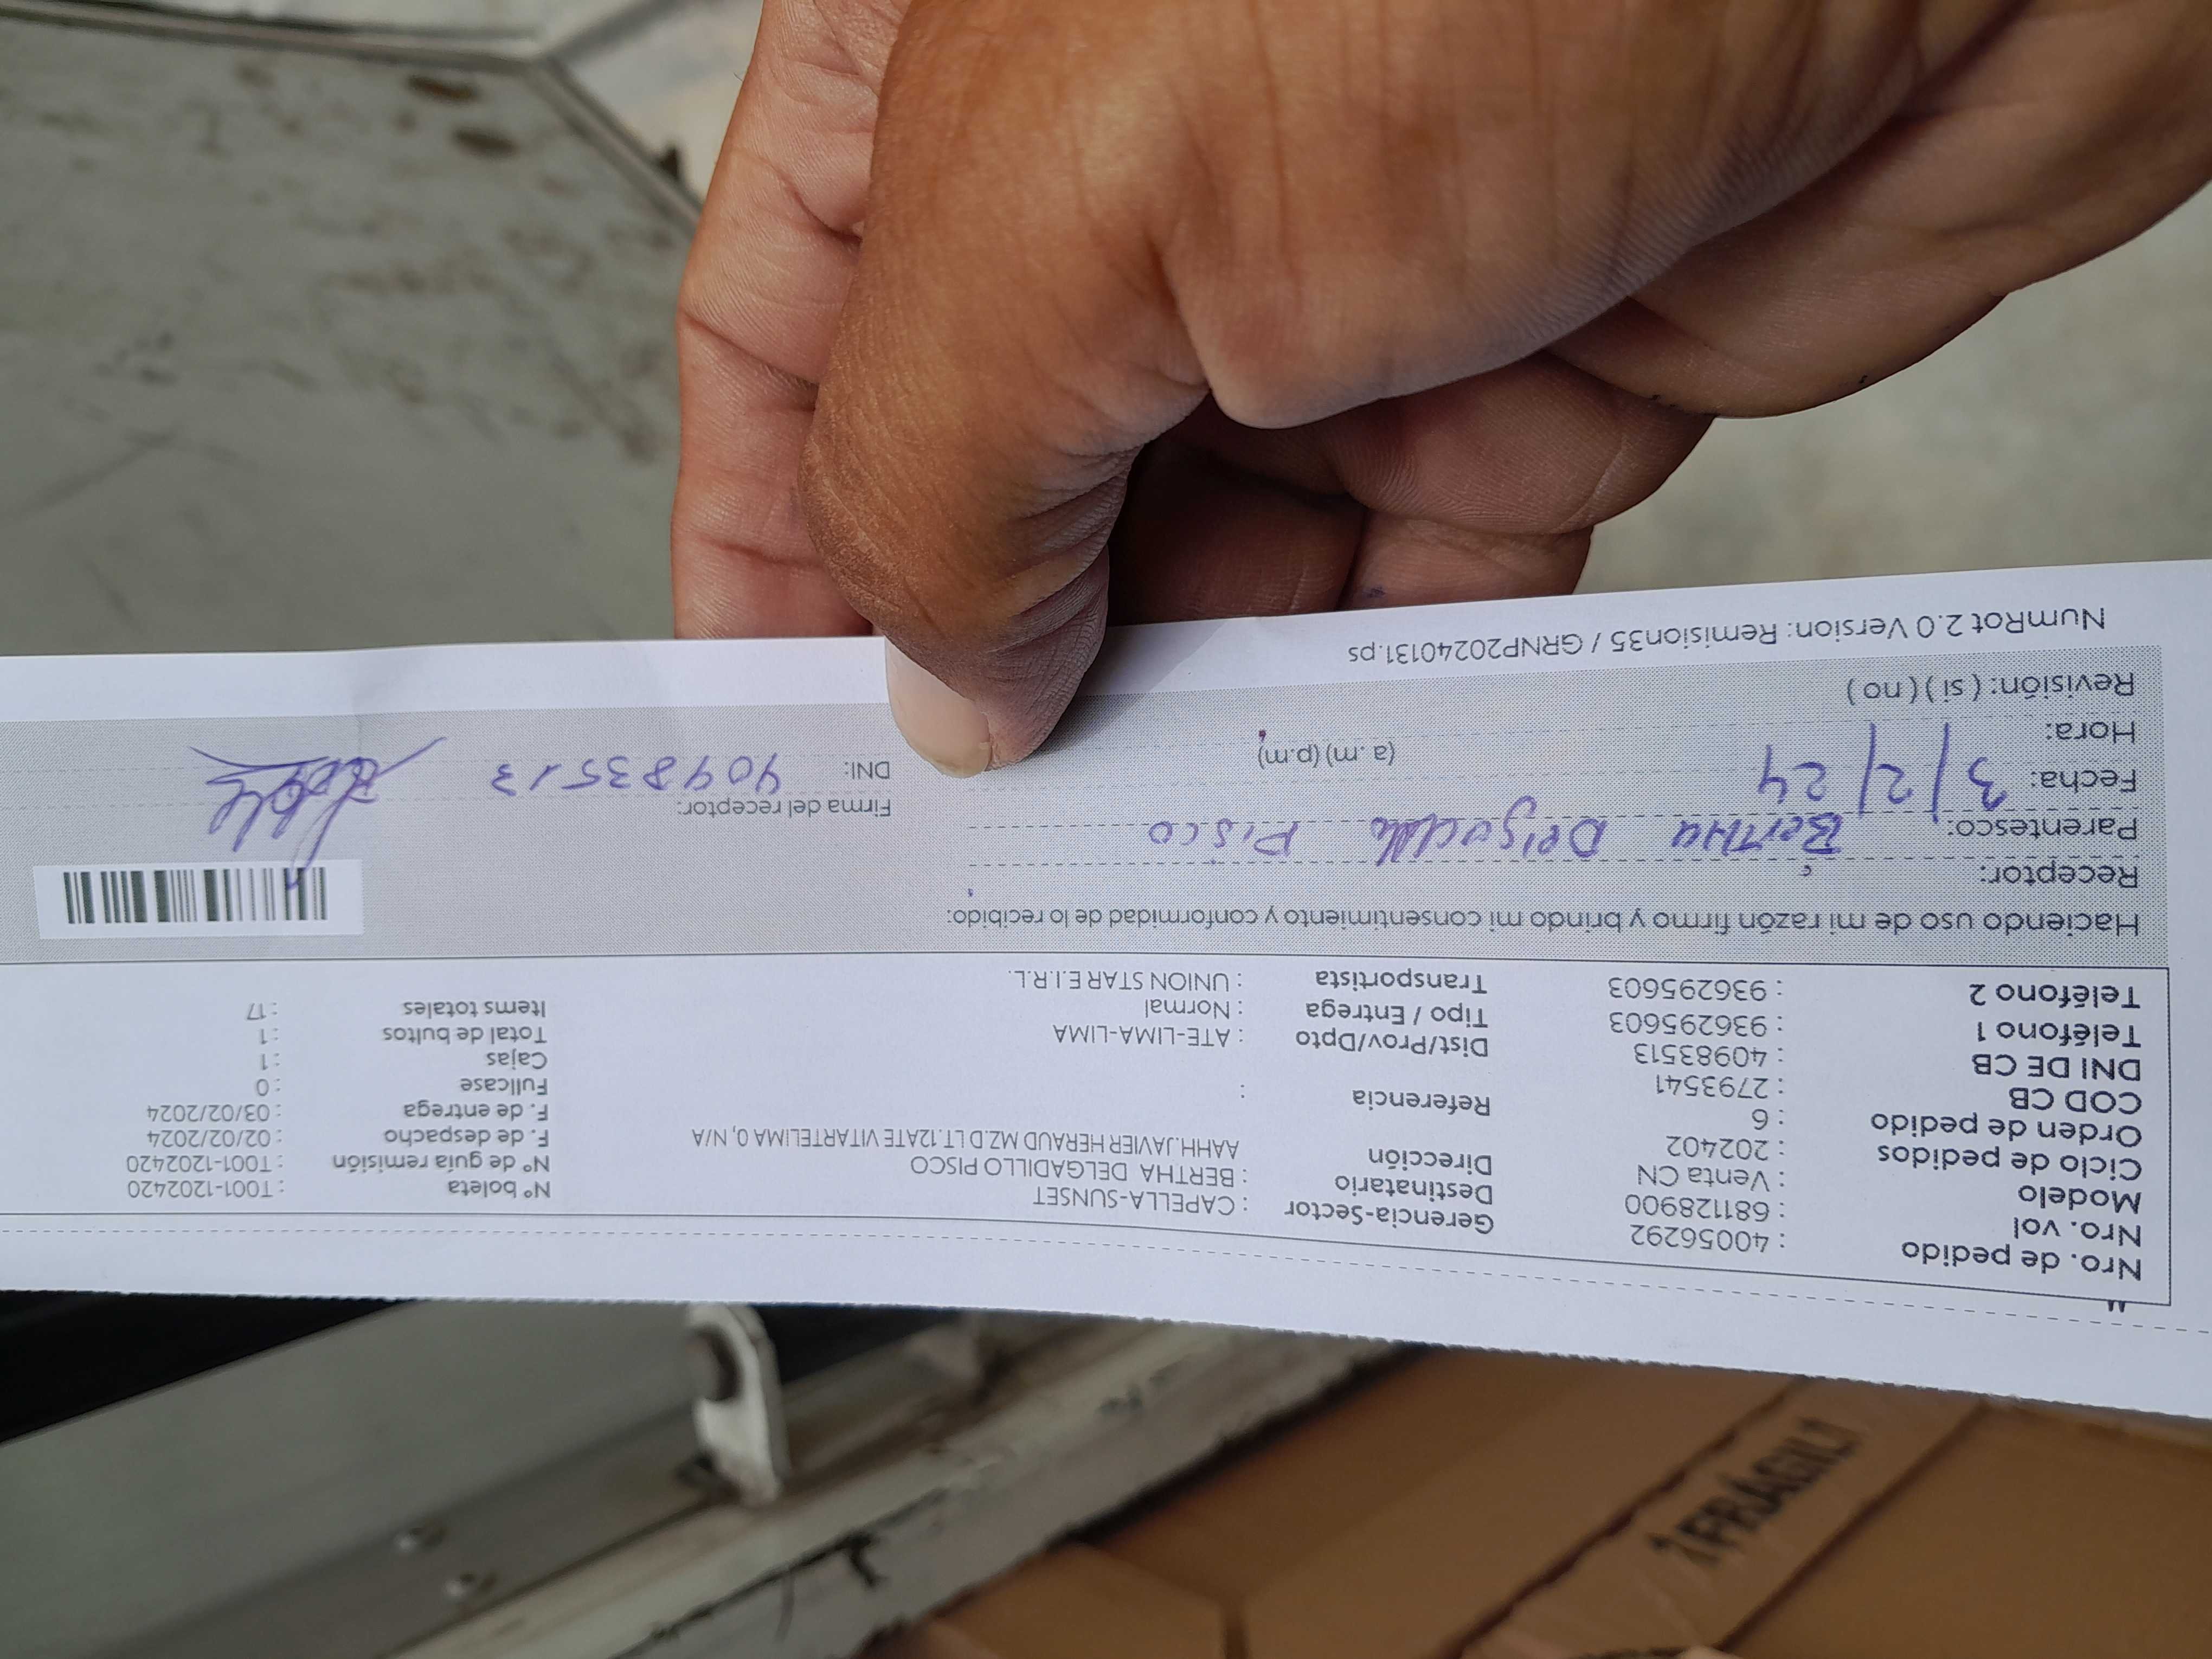 Nro. de pedido : 40056292
Nro. vol : 681128900
Modelo : Venta CN
Ciclo de pedidos : 202402
Orden de pedido : 6
COD CB : 2793541
DNI DE CB : 40983513
Teléfono 1 : 936295603
Teléfono 2 : 936295603
Gerencia-Sector : CAPELLA-SUNSET
Destinatario : BERTHA DELGADILLO PISCO
Dirección AAHH.JAVIER HERAUD MZ.D LT.12ATE VITARTELIMA 0, N/A
Referencia :
Dist/Prov/Dpto : ATE-LIMA-LIMA
Tipo / Entrega : Normal
Transportista : UNION STAR E.I.R.L.
N° boleta : T001-1202420
N° de guía remisión : T001-1202420
F. de despacho : 02/02/2024
F. de entrega : 03/02/2024
Fullcase : 0
Cajas : 1
Total de bultos : 1
Items totales : 17
Haciendo uso de mi razón firmo y brindo mi consentimiento y conformidad de lo recibido:
Receptor:
Parentesco: Bertha Delgadillo Pisco
Fecha: 3/2/24
Hora: (a. m) (p.m)
Revisión: ( si ) ( no )
Firma del receptor:
DNI: 40983513
NumRot 2.0 Version: Remision35 / GRNP20240131.ps
¡FRÁGIL!